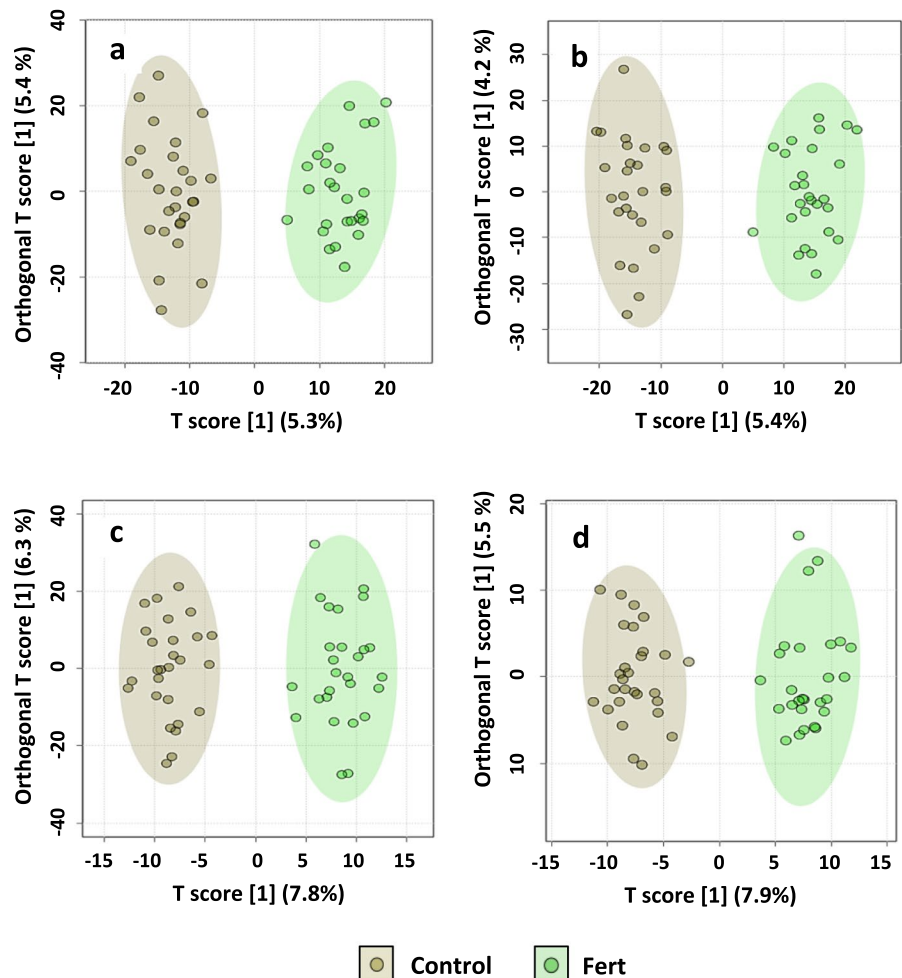 a
Orthogonal T score [1] (5.4 %)
40
20
0
-20
-40
-20 -10 0 10 20
T score [1] (5.3%)
b
Orthogonal T score [1] (4.2 %)
30
20
10
0
-10
-20
-30
-20 -10 0 10 20
T score [1] (5.4%)
c
Orthogonal T score [1] (6.3 %)
40
20
0
20
-40
-15 -10 -5 0 5 10 15
T score [1] (7.8%)
d
Orthogonal T score [1] (5.5 %)
20
10
0
10
-15 -10 -5 0 5 10 15
T score [1] (7.9%)
Control Fert